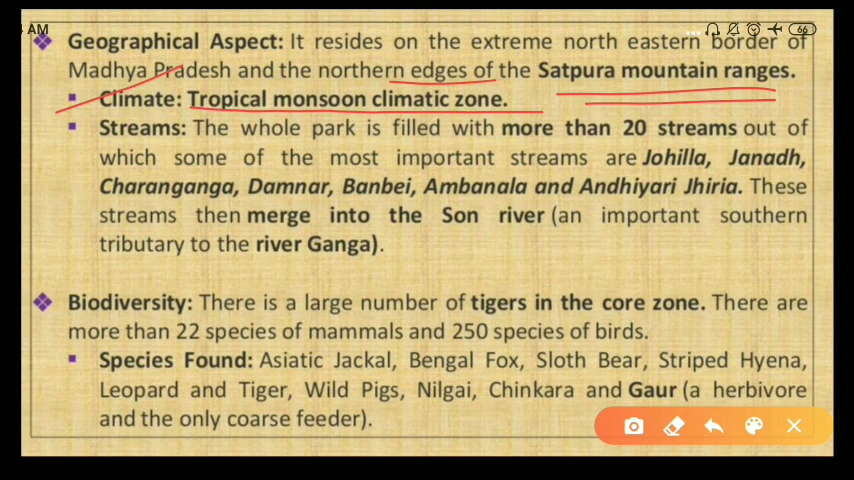 AM
66
Geographical Aspect: It resides on the extreme north eastern border of
Madhya Pradesh and the northern edges of the Satpura mountain ranges.
Climate: Tropical monsoon climatic zone.
Streams: The whole park is filled with more than 20 streams out of
which some of the most important streams are Johilla, Janadh,
Charanganga, Damnar, Banbei, Ambanala and Andhiyari Jhiria. These
streams then merge into the Son river (an important southern
tributary to the river Ganga).
Biodiversity: There is a large number of tigers in the core zone. There are
more than 22 species of mammals and 250 species of birds.
Species Found: Asiatic Jackal, Bengal Fox, Sloth Bear, Striped Hyena,
Leopard and Tiger, Wild Pigs, Nilgai, Chinkara and Gaur (a herbivore
and the only coarse feeder).